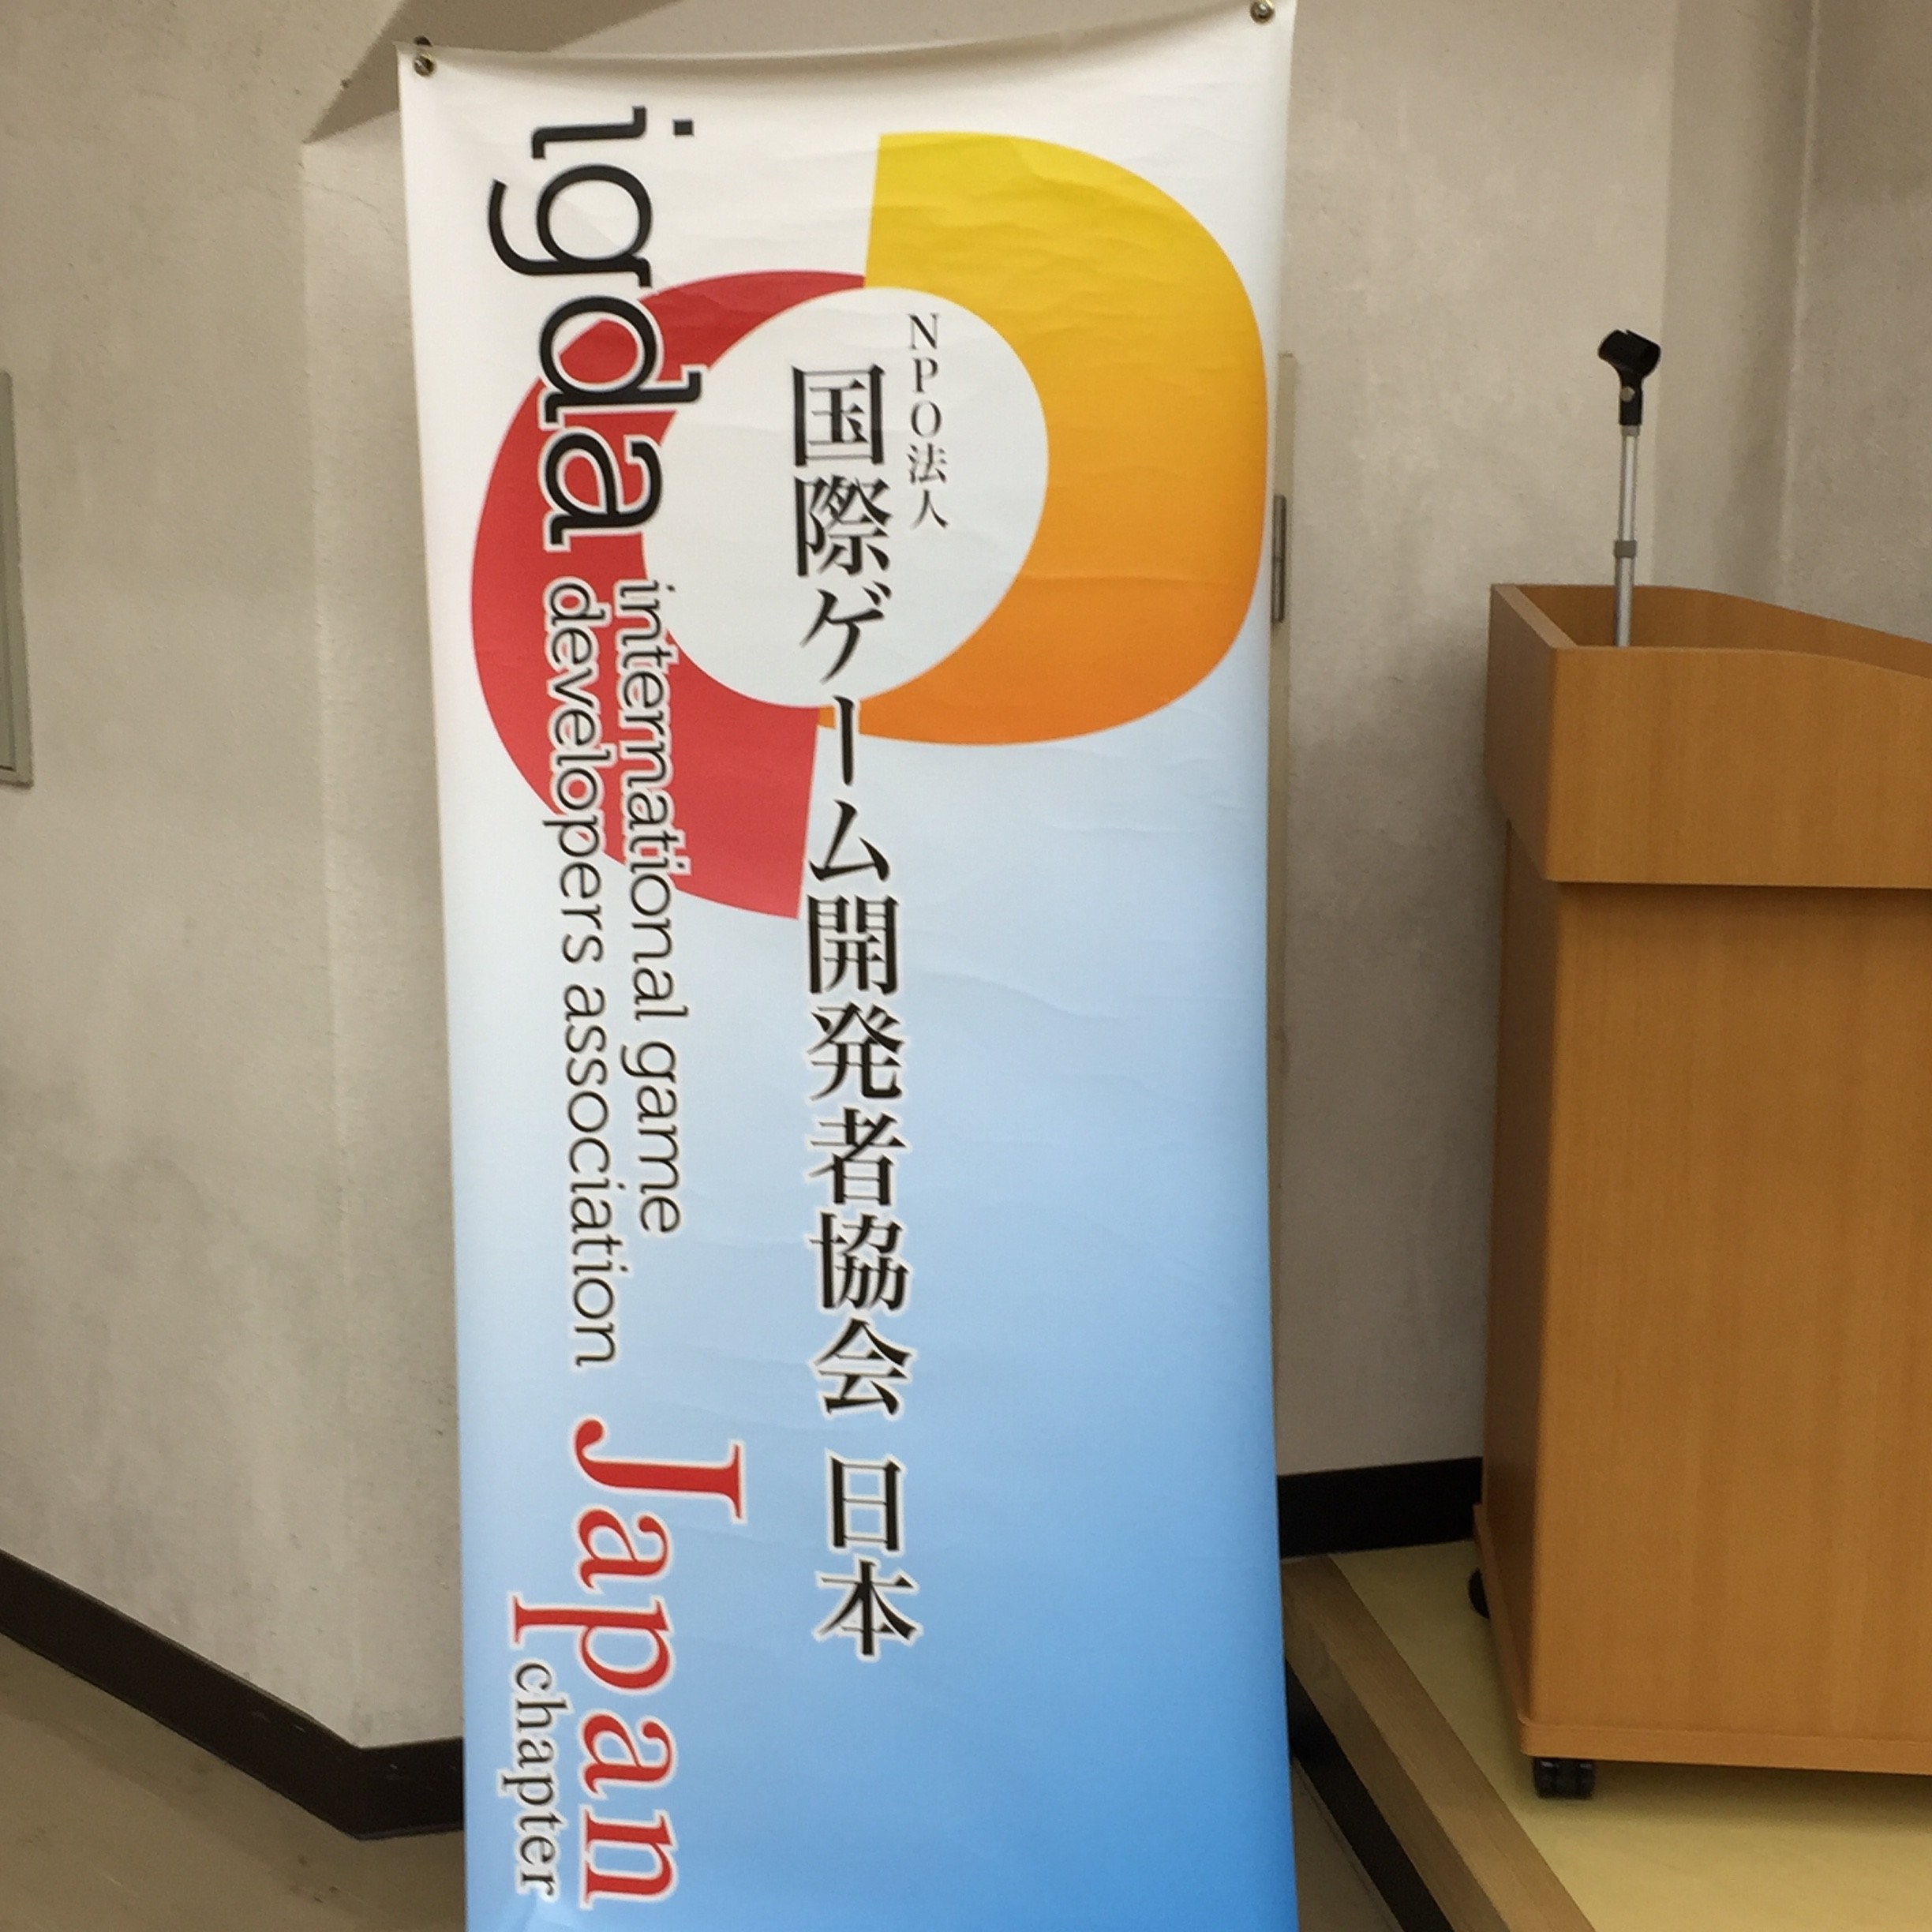 NPO法人
国際ゲーム開発者協会 日本
igda
international game
developers association
Japan
chapter